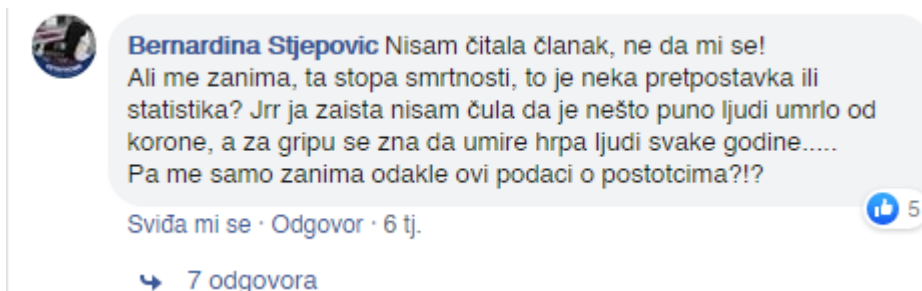 Bernardina Stjepovic Nisam čitala članak, ne da mi se!
Ali me zanima, ta stopa smrtnosti, to je neka pretpostavka ili
statistika? Jrr ja zaista nisam čula da je nešto puno ljudi umrlo od
korone, a za gripu se zna da umire hrpa ljudi svake godine.....
Pa me samo zanima odakle ovi podaci o postotcima?!?
5
Sviđa mi se · Odgovor · 6 tj.
7 odgovora